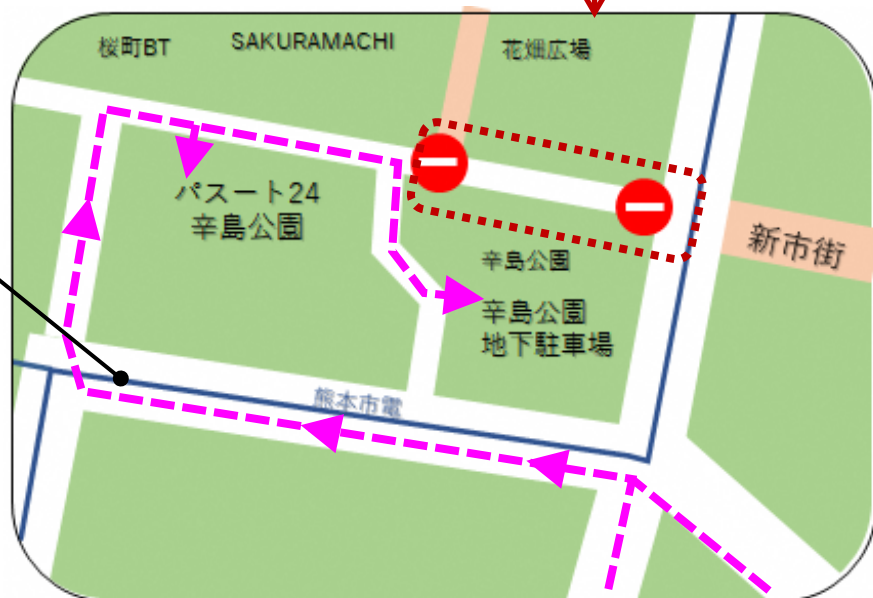 桜町BT
SAKURAMACHI
花畑広場
パスート24
辛島公園
新市街
辛島公園
辛島公園
地下駐車場
熊本市電